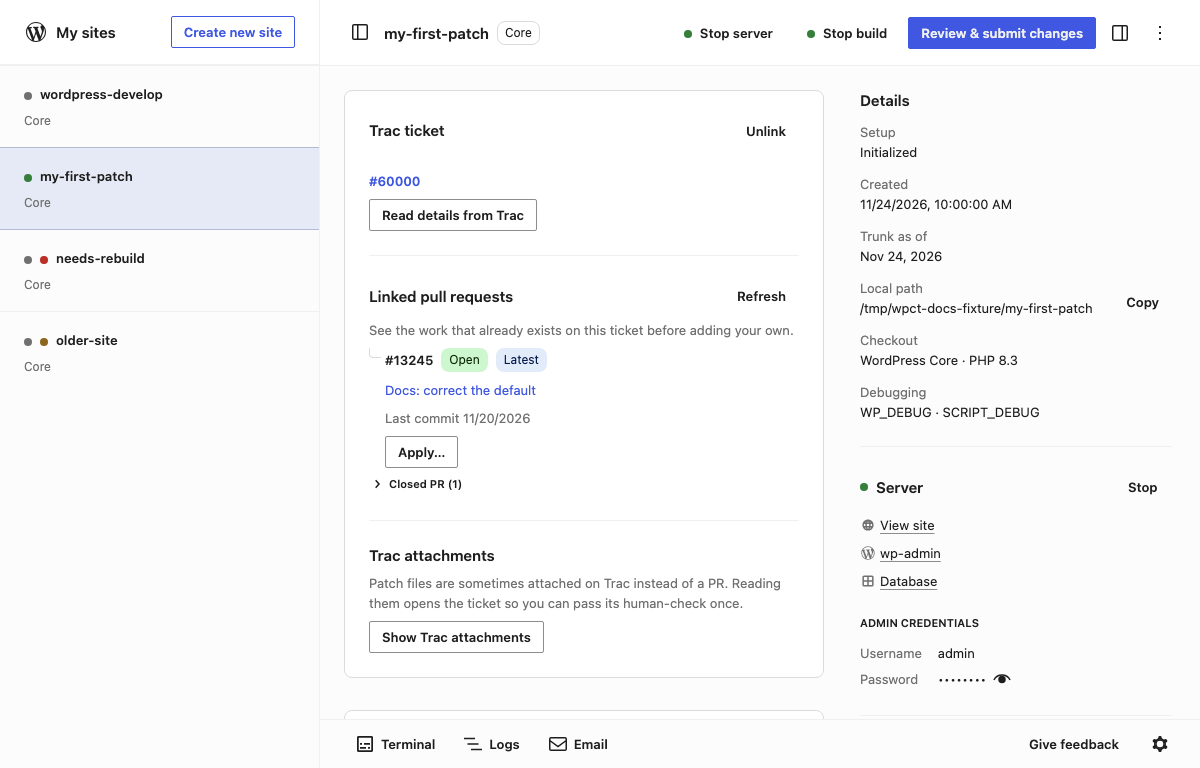 My sites
Create new site
wordpress-develop
Core
my-first-patch
Core
needs-rebuild
Core
older-site
Core
my-first-patch
Core
Stop server
Stop build
Review & submit changes
Trac ticket
Unlink
#60000
Read details from Trac
Linked pull requests
Refresh
See the work that already exists on this ticket before adding your own.
#13245
Open
Latest
Docs: correct the default
Last commit 11/20/2026
Apply...
Closed PR (1)
Trac attachments
Patch files are sometimes attached on Trac instead of a PR. Reading
them opens the ticket so you can pass its human-check once.
Show Trac attachments
Details
Setup
Initialized
Created
11/24/2026, 10:00:00 AM
Trunk as of
Nov 24, 2026
Local path
/tmp/wpct-docs-fixture/my-first-patch
Copy
Checkout
WordPress Core · PHP 8.3
Debugging
WP_DEBUG · SCRIPT_DEBUG
Server
Stop
View site
wp-admin
Database
ADMIN CREDENTIALS
Username admin
Password ••••••••
Terminal
Logs
Email
Give feedback